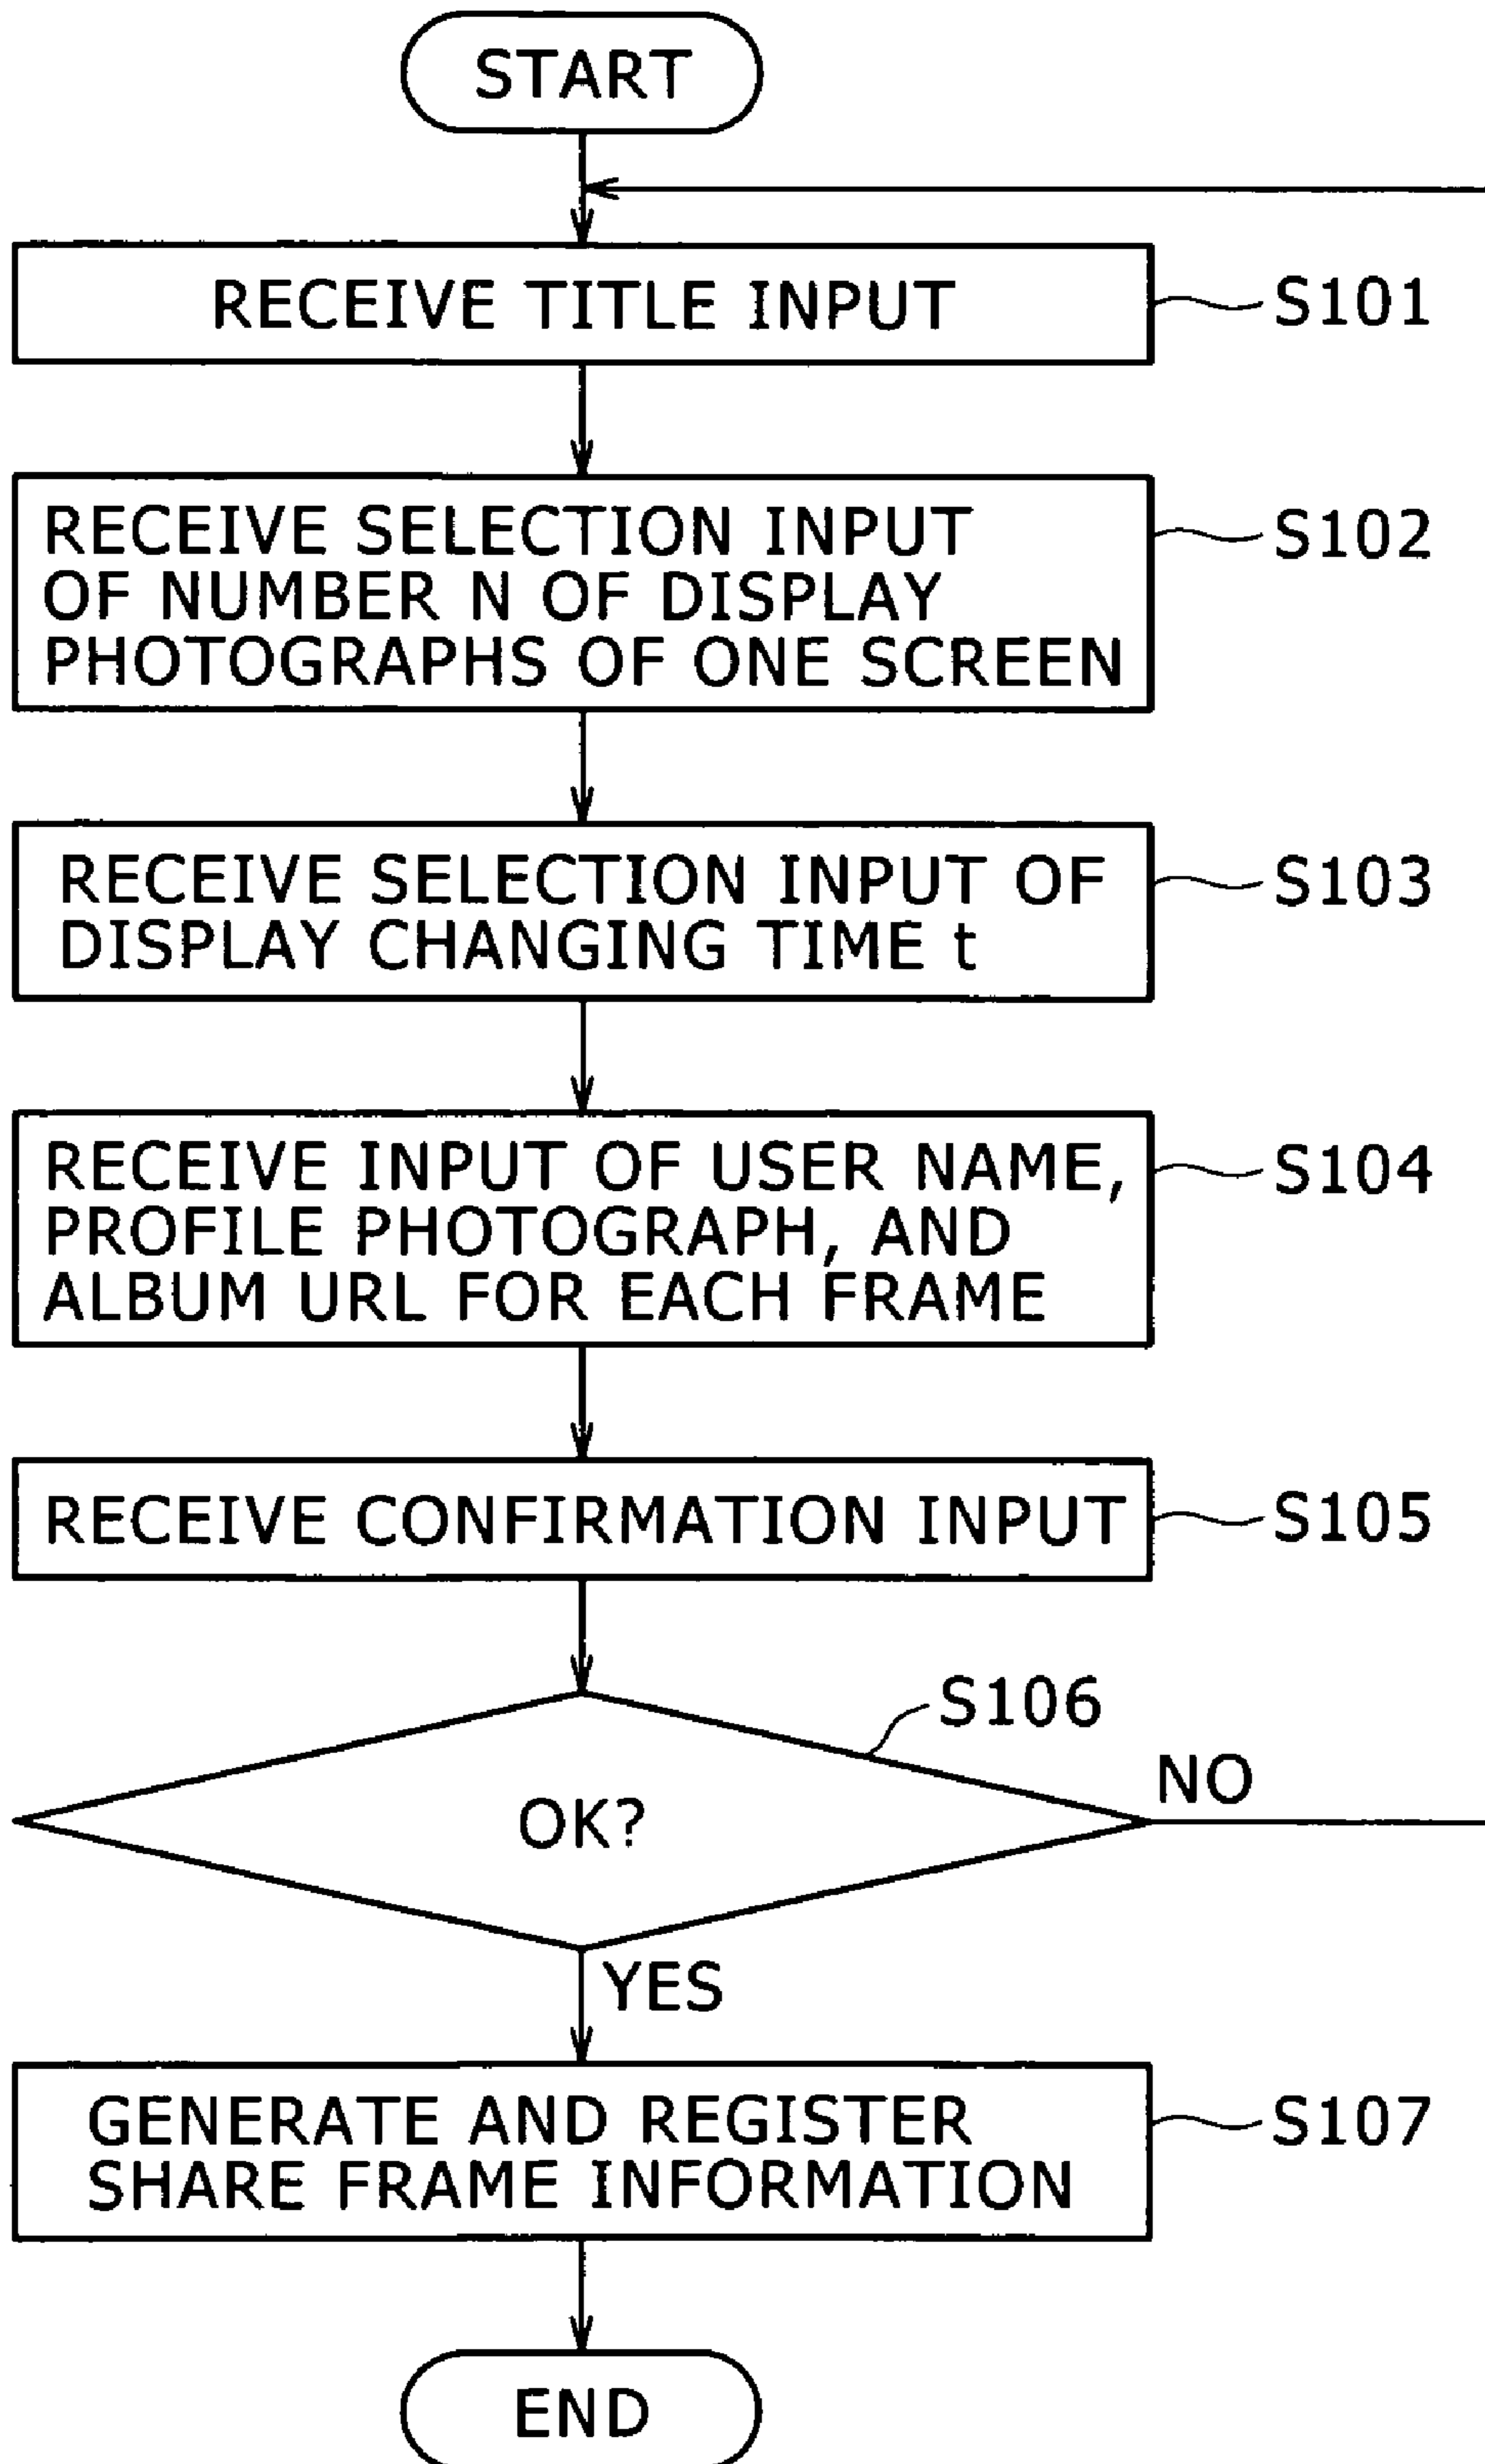 START
RECEIVE TITLE INPUT
S101
RECEIVE SELECTION INPUT
OF NUMBER N OF DISPLAY
PHOTOGRAPHS OF ONE SCREEN
S102
RECEIVE SELECTION INPUT OF
DISPLAY CHANGING TIME t
S103
RECEIVE INPUT OF USER NAME,
PROFILE PHOTOGRAPH, AND
ALBUM URL FOR EACH FRAME
S104
RECEIVE CONFIRMATION INPUT
S105
S106
OK?
NO
YES
GENERATE AND REGISTER
SHARE FRAME INFORMATION
S107
END